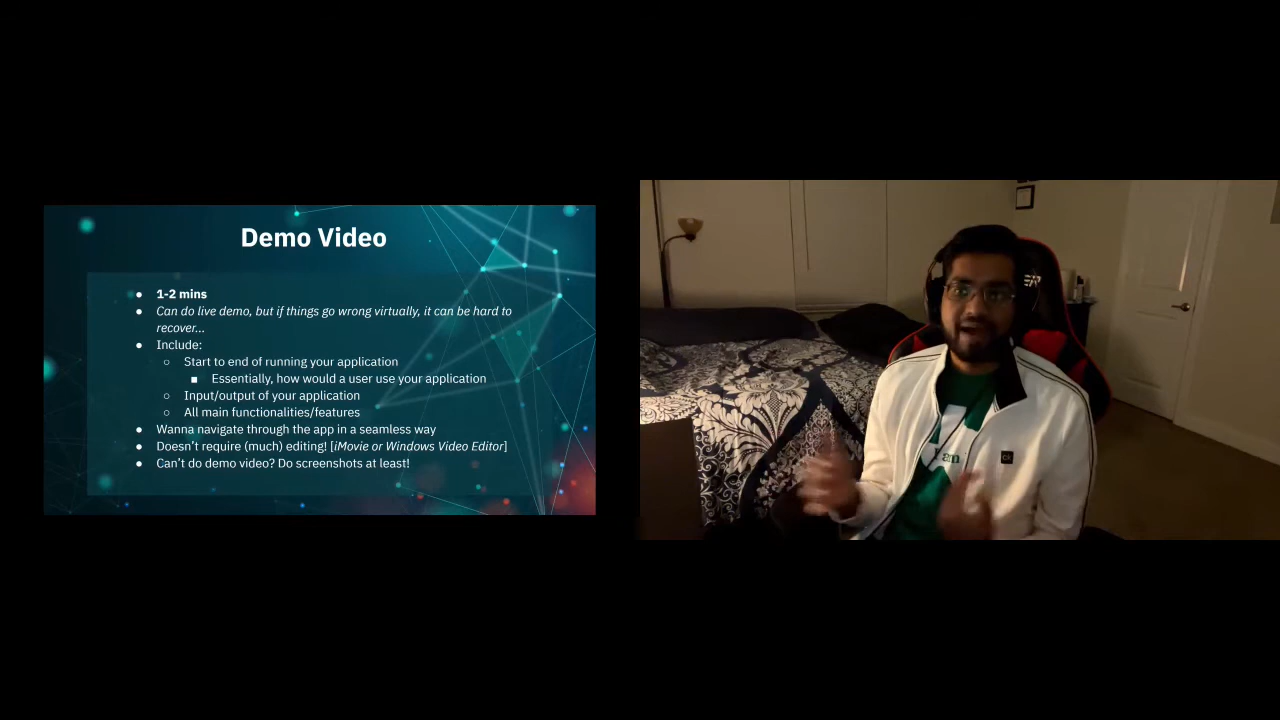 Demo Video
● 1-2 mins
● Can do live demo, but if things go wrong virtually, it can be hard to
recover...
● Include:
○ Start to end of running your application
■ Essentially, how would a user use your application
○ Input/output of your application
○ All main functionalities/features
● Wanna navigate through the app in a seamless way
● Doesn't require (much) editing! [iMovie or Windows Video Editor]
● Can't do demo video? Do screenshots at least!
am